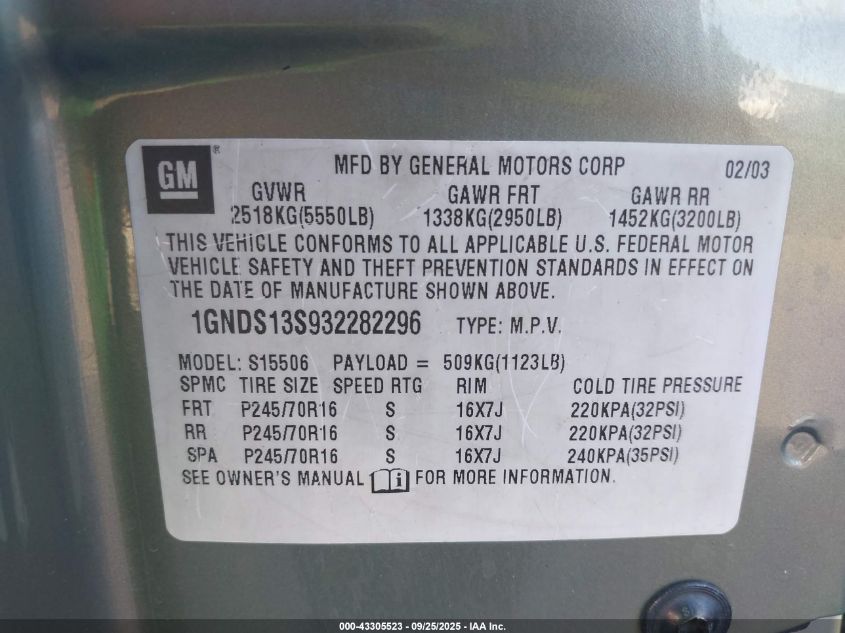 GM ® MFD BY GENERAL MOTORS CORP 02/03
GVWR GAWR FRT GAWR RR
2518KG(5550LB) 1338KG(2950LB) 1452KG(3200LB)
THIS VEHICLE CONFORMS TO ALL APPLICABLE U.S. FEDERAL MOTOR
VEHICLE SAFETY AND THEFT PREVENTION STANDARDS IN EFFECT ON
THE DATE OF MANUFACTURE SHOWN ABOVE.
1GNDS13S932282296 TYPE: M.P.V.
MODEL: S15506 PAYLOAD = 509KG(1123LB)
SPMC TIRE SIZE SPEED RTG RIM COLD TIRE PRESSURE
FRT P245/70R16 S 16X7J 220KPA(32PSI)
RR P245/70R16 S 16X7J 220KPA(32PSI)
SPA P245/70R16 S 16X7J 240KPA(35PSI)
SEE OWNER'S MANUAL i FOR MORE INFORMATION.
000-43305523 - 09/25/2025 - IAA Inc.